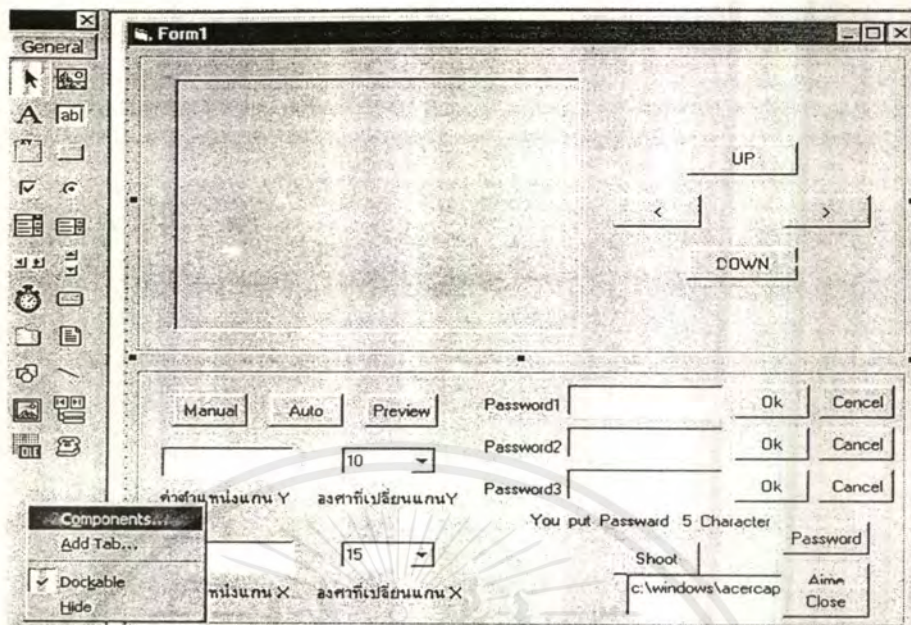 General
Form1
A
ab|
XY
OLE
UP
<
>
DOWN
Manual
Auto
Preview
Password1
Ok
Cencel
Password2
Ok
Cancel
Password3
Ok
Cancel
10
ค่าตำแหน่งแกน Y
องศาที่เปลี่ยนแกนY
You put Passward 5 Character
Components...
Add Tab...
Dockable
Hide
15
หน่งแกน X
องศาที่เปลี่ยนแกน X
Shoot
c:\windows\acercap
Password
Close